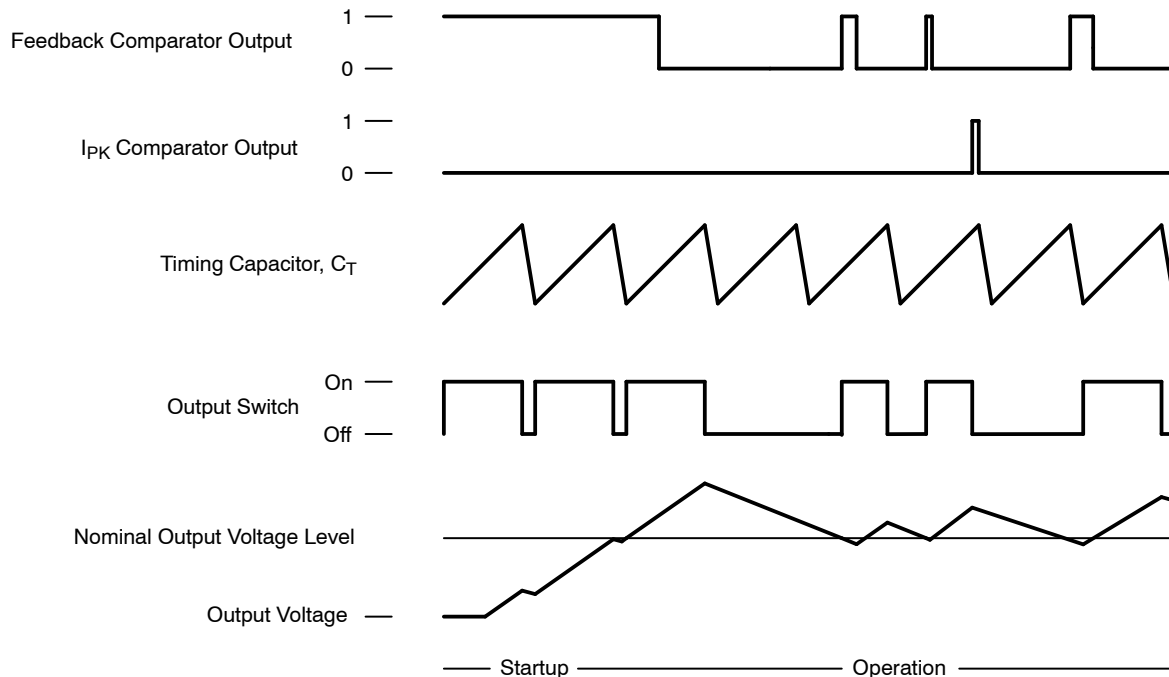 1
Feedback Comparator Output
0
1
IPK Comparator Output
0
Timing Capacitor, CT
On
Output Switch
Off
Nominal Output Voltage Level
Output Voltage
Startup
Operation